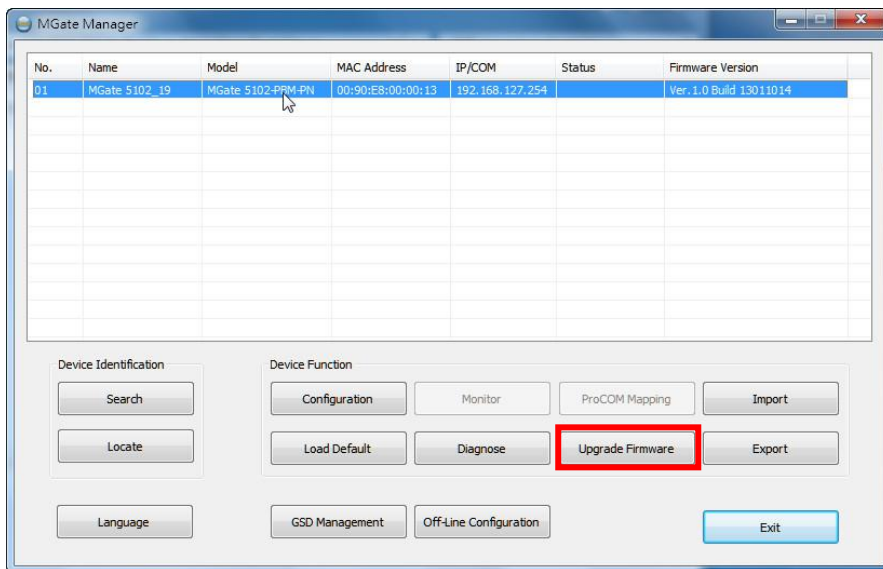 MGate Manager
No. Name Model MAC Address IP/COM Status Firmware Version
01 MGate 5102_19 MGate 5102-PBM-PN 00:90:E8:00:00:13 192.168.127.254 Ver.1.0 Build 13011014
Device Identification Device Function
Search Configuration Monitor ProCOM Mapping Import
Locate Load Default Diagnose Upgrade Firmware Export
Language GSD Management Off-Line Configuration Exit